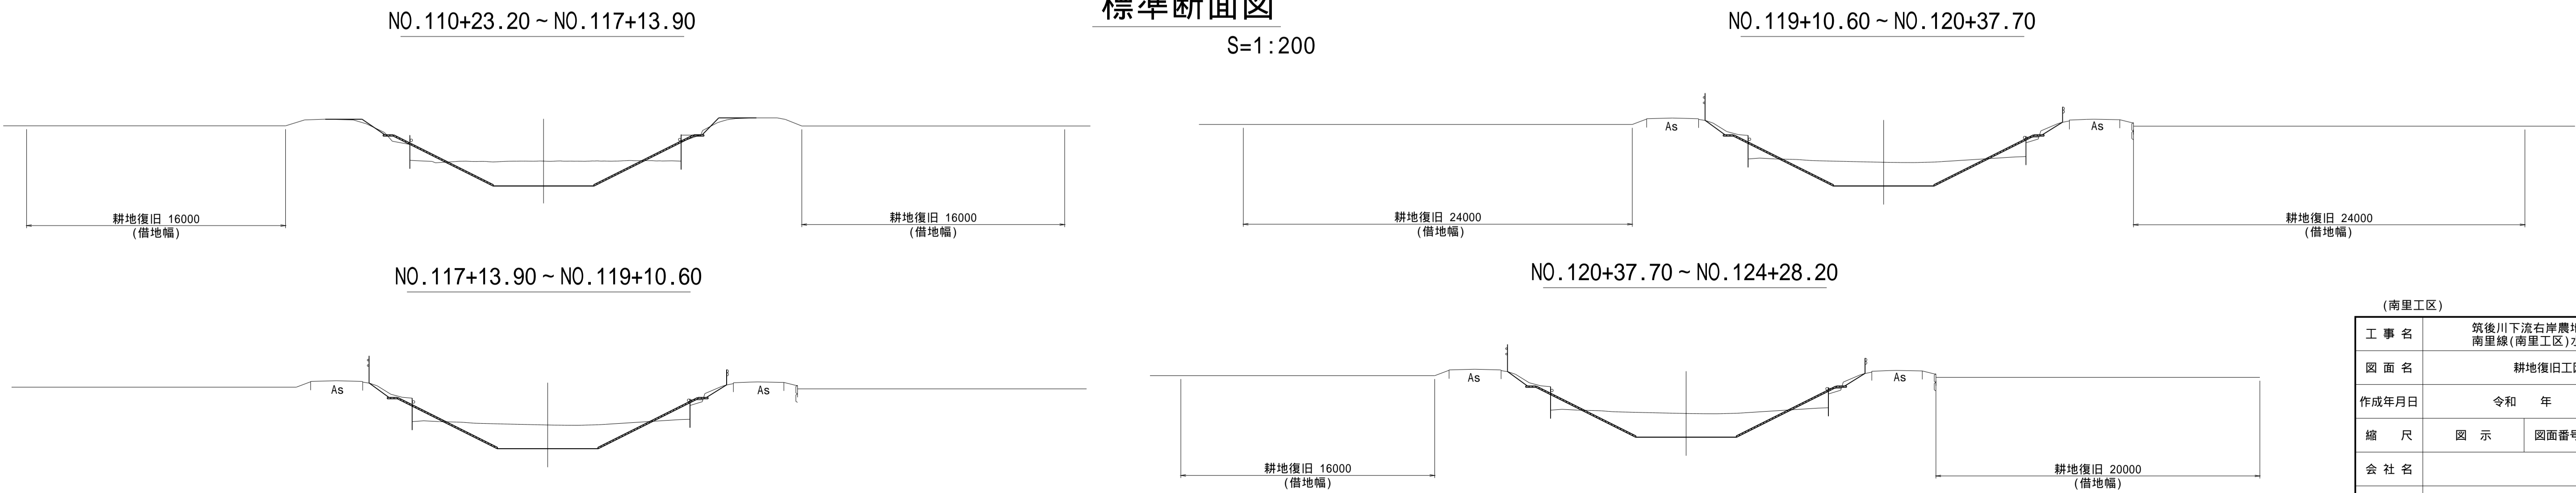 標準断面図
S=1:200
NO.110+23.20 ~ NO.117+13.90
耕地復旧 16000
(借地幅)
耕地復旧 16000
(借地幅)
NO.119+10.60 ~ NO.120+37.70
As
As
耕地復旧 24000
(借地幅)
耕地復旧 24000
(借地幅)
NO.117+13.90 ~ NO.119+10.60
As
As
NO.120+37.70 ~ NO.124+28.20
As
As
耕地復旧 16000
(借地幅)
耕地復旧 20000
(借地幅)
(南里工区)
工 事 名
筑後川下流右岸農地
南里線(南里工区)水
図 面 名
耕地復旧工
作成年月日
令和 年
縮 尺
図 示
図面番号
会 社 名